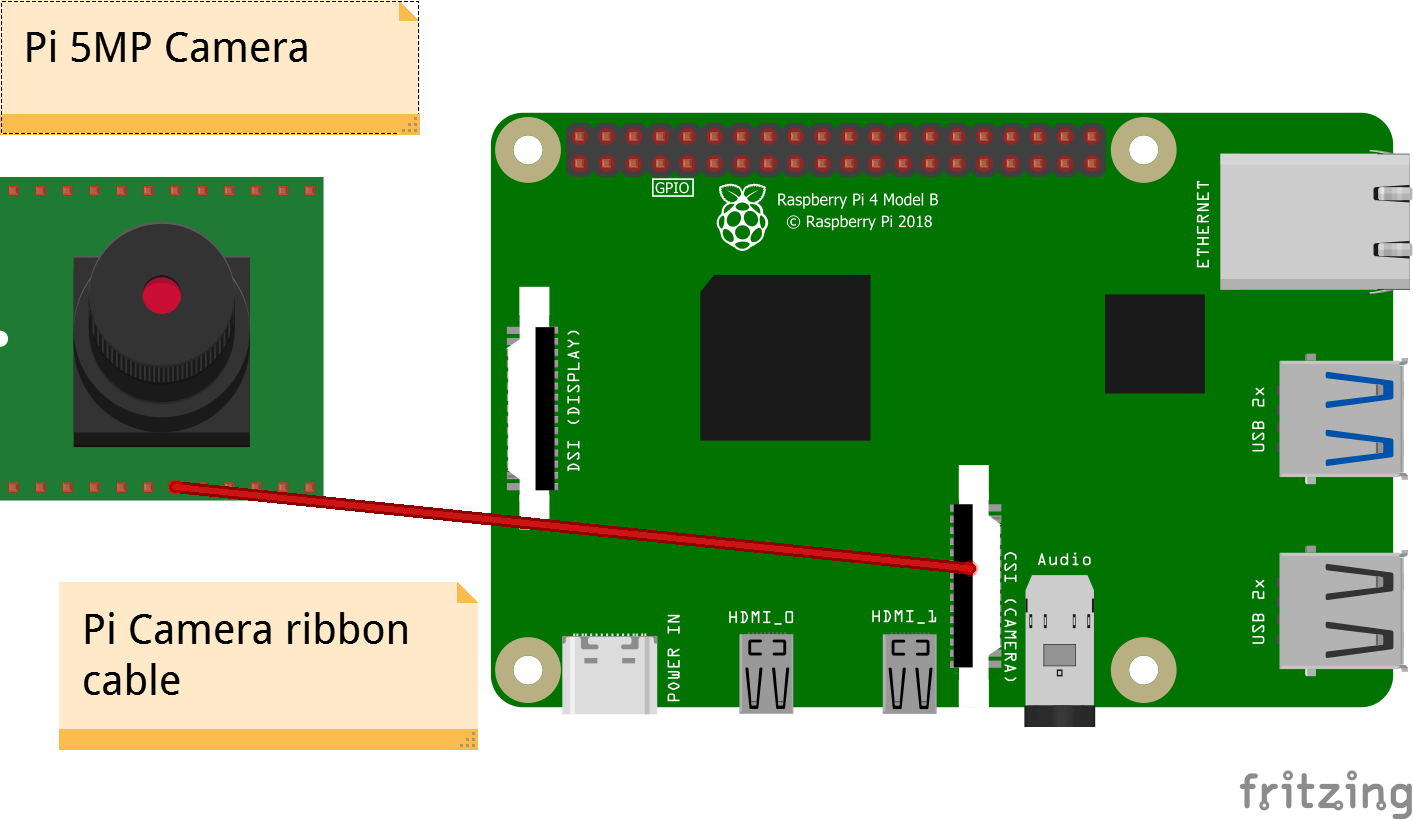 Pi 5MP Camera
GPIO
Raspberry Pi 4 Model B
© Raspberry Pi 2018
ETHERNET
DSI (DISPLAY)
USB 2x
Pi Camera ribbon
cable
POWER IN
HDMI_0
HDMI_1
CSI (CAMERA)
Audio
USB 2x
fritzing